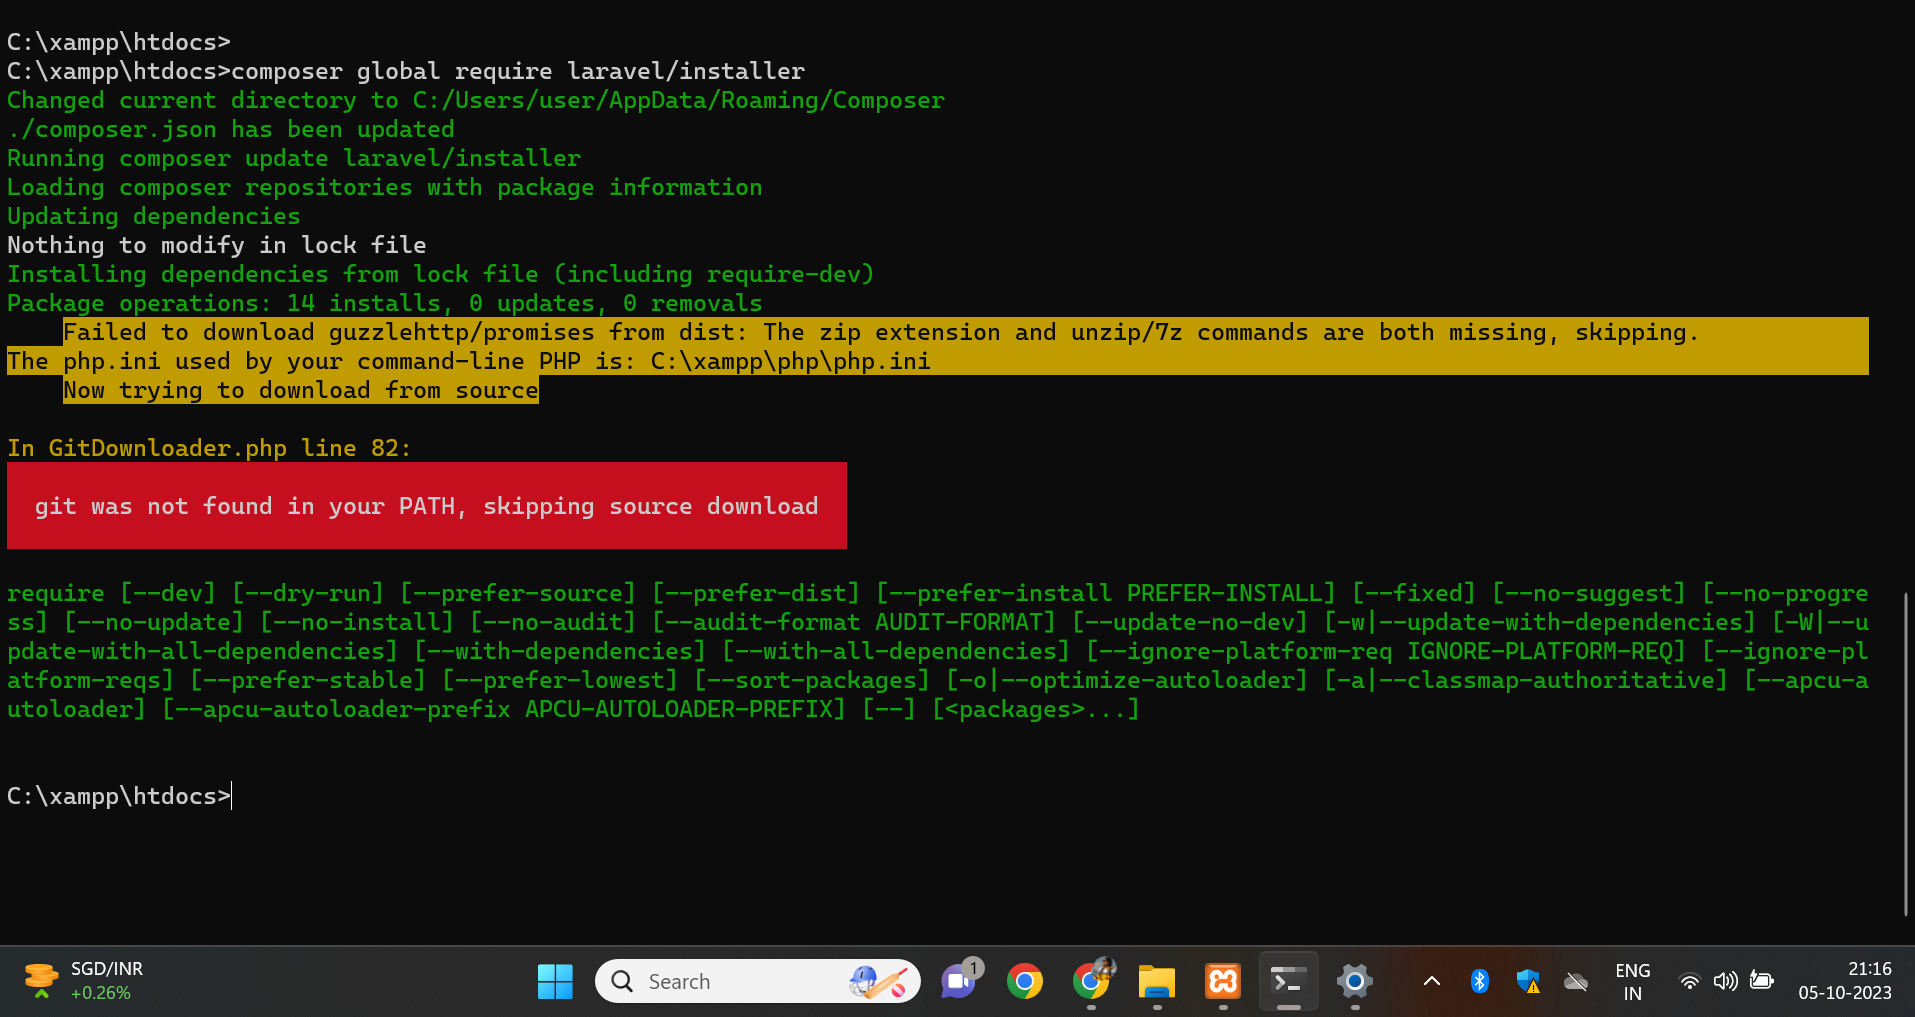 C:\xampp\htdocs>
C:\xampp\htdocs>composer global require laravel/installer
Changed current directory to C:/Users/user/AppData/Roaming/Composer
./composer.json has been updated
Running composer update laravel/installer
Loading composer repositories with package information
Updating dependencies
Nothing to modify in lock file
Installing dependencies from lock file (including require-dev)
Package operations: 14 installs, 0 updates, 0 removals
    Failed to download guzzlehttp/promises from dist: The zip extension and unzip/7z commands are both missing, skipping.
The php.ini used by your command-line PHP is: C:\xampp\php\php.ini
    Now trying to download from source
In GitDownloader.php line 82:
  git was not found in your PATH, skipping source download
require [--dev] [--dry-run] [--prefer-source] [--prefer-dist] [--prefer-install PREFER-INSTALL] [--fixed] [--no-suggest] [--no-progre
ss] [--no-update] [--no-install] [--no-audit] [--audit-format AUDIT-FORMAT] [--update-no-dev] [-w|--update-with-dependencies] [-W|--u
pdate-with-all-dependencies] [--with-dependencies] [--with-all-dependencies] [--ignore-platform-req IGNORE-PLATFORM-REQ] [--ignore-pl
atform-reqs] [--prefer-stable] [--prefer-lowest] [--sort-packages] [-o|--optimize-autoloader] [-a|--classmap-authoritative] [--apcu-a
utoloader] [--apcu-autoloader-prefix APCU-AUTOLOADER-PREFIX] [--] [<packages>...]
C:\xampp\htdocs>
SGD/INR
+0.26%
Search
1
ENG
IN
21:16
05-10-2023